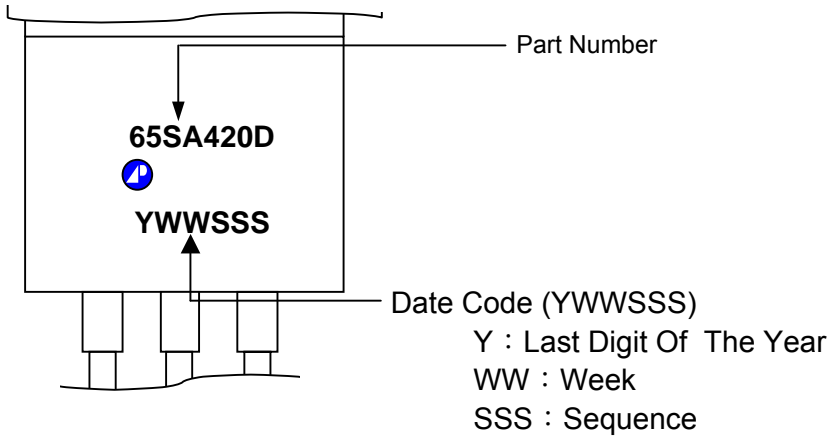 Part Number
65SA420D
YWWSSS
Date Code (YWWSSS)
Y：Last Digit Of The Year
WW：Week
SSS：Sequence